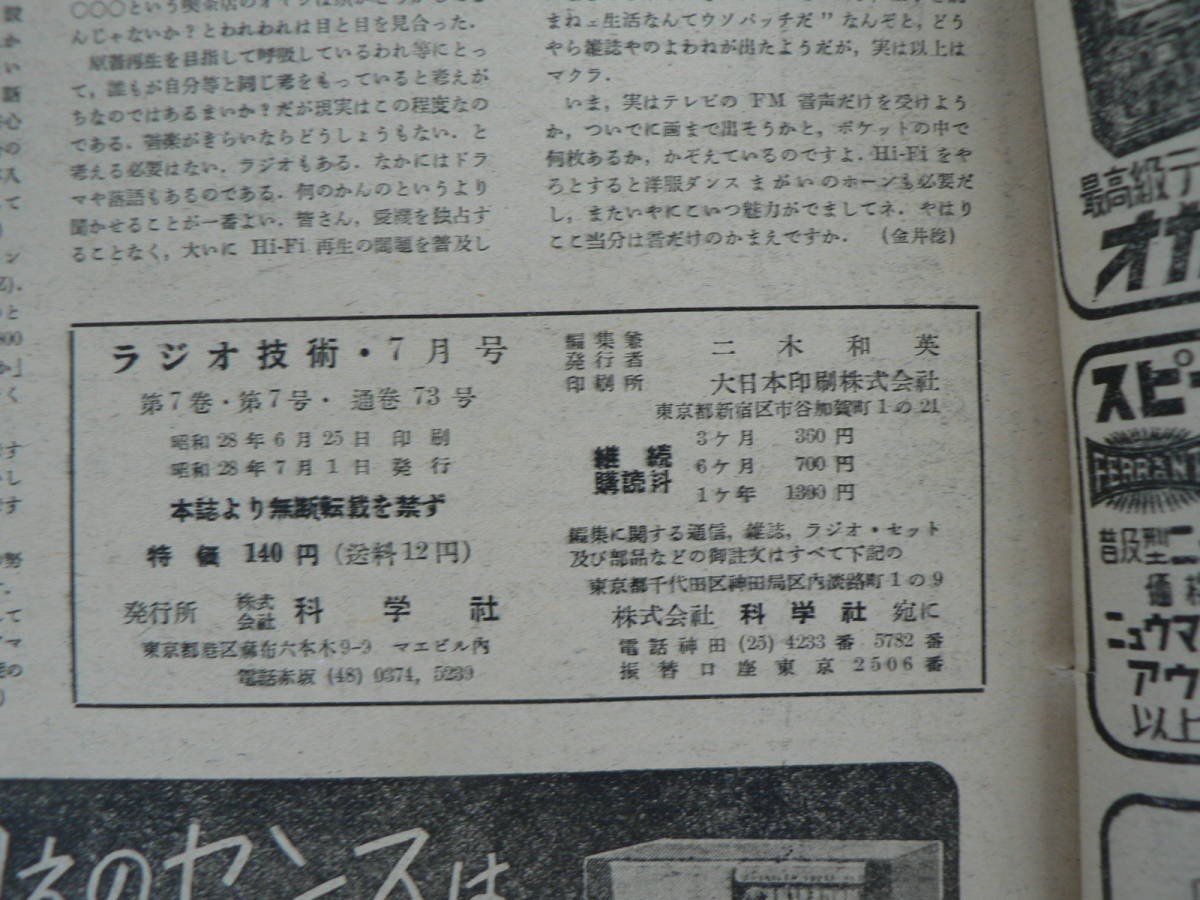 んじゃないか？とわれわれは目と目を見合った．
原音再生を目指して呼吸しているわれ等にとっ
て，誰もが自分等と同じ考をもっていると考えが
ちなのではあるまいか？だが現実はこの程度なの
である．音楽がきらいならどうしょうもない．と
考える必要はない．ラジオもある．なかにはドラ
マや落語もあるのである．何のかんのというより
聞かせることが一番よい．皆さん，愛機を独占す
ることなく，大いに Hi-Fi 再生の問題を普及し
まねェ生活なんてウソパッチだ”なんぞと，どう
やら雑誌やのよわねが出たようだが，実は以上は
マクラ．
いま，実はテレビの FM 音声だけを受けよう
か，ついでに画まで出そうかと，ポケットの中で
何枚あるか，かぞえているのですよ．Hi-Fi をや
ろとすると洋服ダンスまがいのホーンも必要だ
し，またいやにこいつ魅力がでましてネ．やはり
ここ当分は音だけのかまえですか．（金井稔）
ラジオ技術・7月号
第7巻・第7号・通巻 73号
昭和28年6月25日 印刷
昭和28年7月1日 発行
本誌より無断転載を禁ず
特価 140円（送料12円）
発行所 株式会社 科学社
東京都港区麻布六本木9-9 マエビル内
電話赤坂 (48) 0374, 5239
編集兼発行者 二木和英
印刷所 大日本印刷株式会社
東京都新宿区市谷加賀町1の21
継続購読料
3ケ月 360円
6ケ月 700円
1ケ年 1300円
編集に関する通信，雑誌，ラジオ・セット
及び部品などの御註文はすべて下記の
東京都千代田区神田局区内淡路町1の9
株式会社 科学社 宛に
電話神田 (25) 4233番 5782番
振替口座東京 2506番
ネのセンスは
最高級テ
オガ
スピ
FERRAN
普及型ニ
価格
ニュウマ
アウ
以上